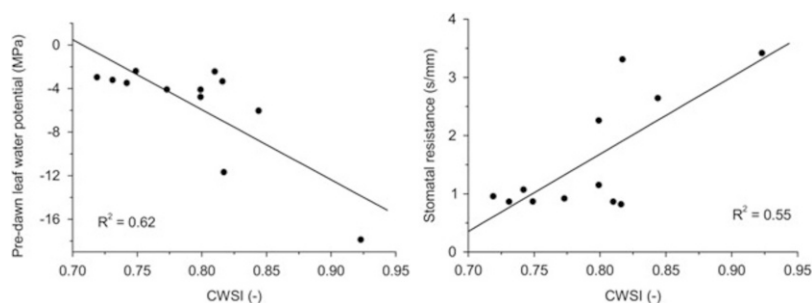 Pre-dawn leaf water potential (MPa)
0
-4
-8
-12
-16
R² = 0.62
0.70 0.75 0.80 0.85 0.90 0.95
CWSI (-)
Stomatal resistance (s/mm)
4
3
2
1
0
R² = 0.55
0.70 0.75 0.80 0.85 0.90 0.95
CWSI (-)